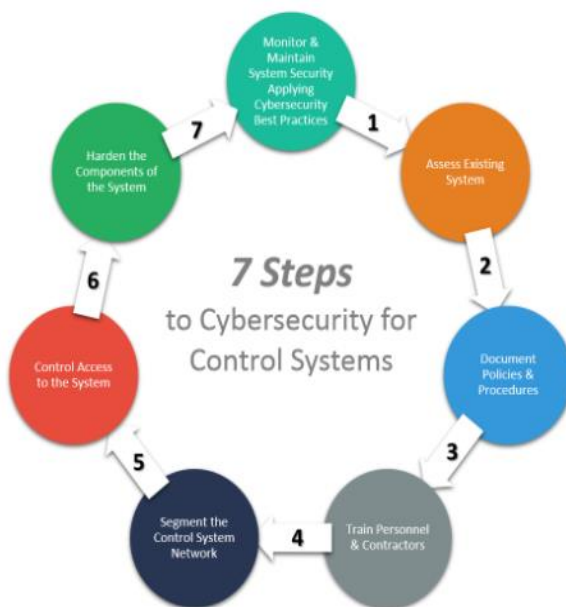 Monitor &
Maintain
System Security
Applying
Cybersecurity
Best Practices
1
Assess Existing
System
2
Document
Policies &
Procedures
3
Train Personnel
& Contractors
4
Segment the
Control System
Network
5
Control Access
to the System
6
Harden the
Components of
the System
7
7 Steps
to Cybersecurity for
Control Systems